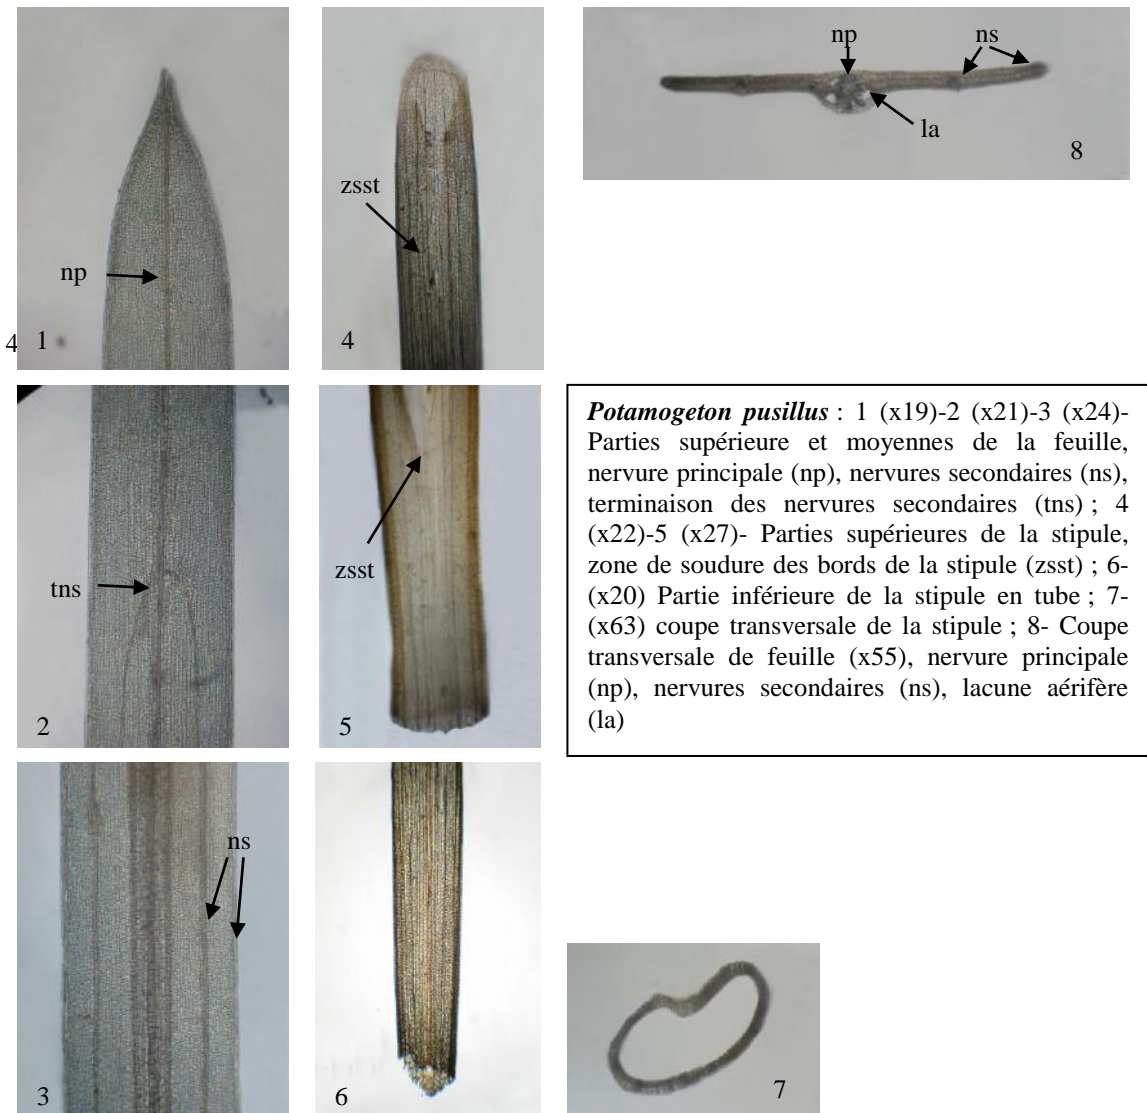 np
4 1
zsst
4
np ns
la
8
tns
2
zsst
5
Potamogeton pusillus : 1 (x19)-2 (x21)-3 (x24)-
Parties supérieure et moyennes de la feuille,
nervure principale (np), nervures secondaires (ns),
terminaison des nervures secondaires (tns) ; 4
(x22)-5 (x27)- Parties supérieures de la stipule,
zone de soudure des bords de la stipule (zsst) ; 6-
(x20) Partie inférieure de la stipule en tube ; 7-
(x63) coupe transversale de la stipule ; 8- Coupe
transversale de feuille (x55), nervure principale
(np), nervures secondaires (ns), lacune aérifère
(la)
ns
3
6
7